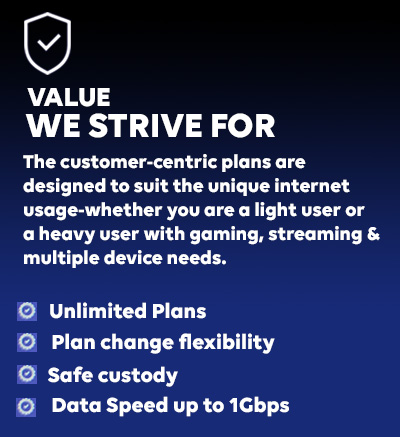 VALUE
WE STRIVE FOR
The customer-centric plans are
designed to suit the unique internet
usage-whether you are a light user or
a heavy user with gaming, streaming &
multiple device needs.
Unlimited Plans
Plan change flexibility
Safe custody
Data Speed up to 1Gbps